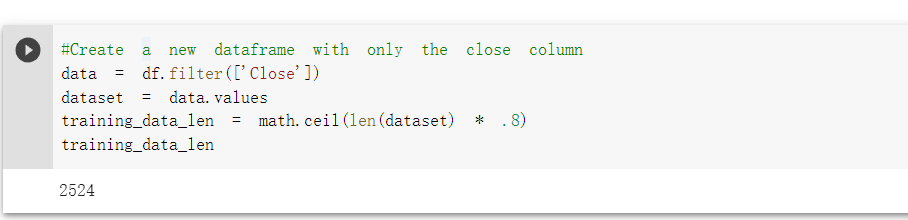 #Create a new dataframe with only the close column
data = df.filter(['Close'])
dataset = data.values
training_data_len = math.ceil(len(dataset) * .8)
training_data_len
2524